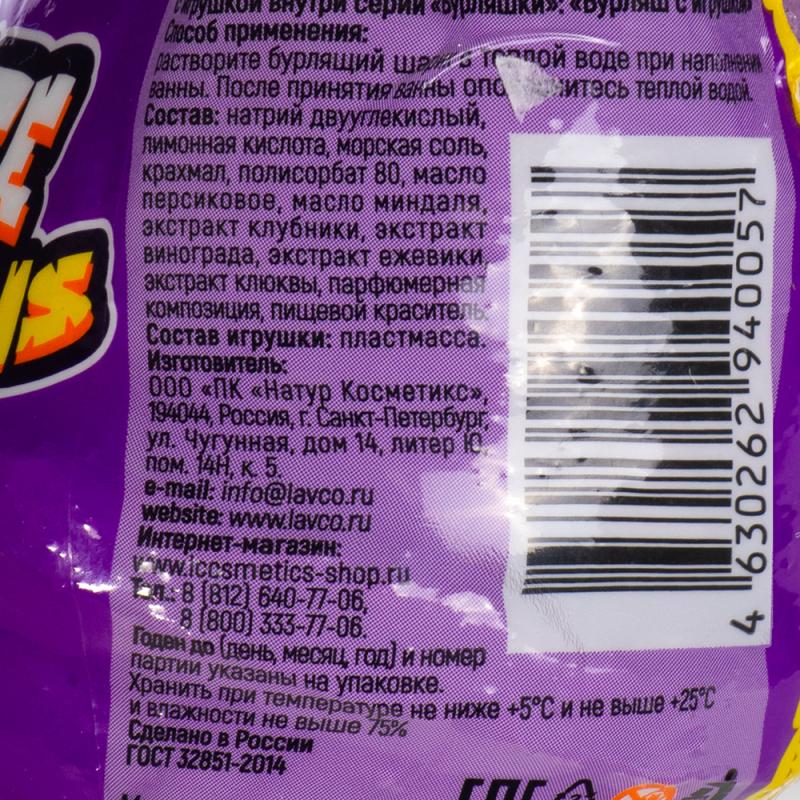 игрушкой внутри серии «Бурляшки»: «Бурляш с игрушкой»
Способ применения:
растворите бурлящий шар в теплой воде при наполнении
ванны. После принятия ванны ополоснитесь теплой водой.
Состав: натрий двууглекислый,
лимонная кислота, морская соль,
крахмал, полисорбат 80, масло
персиковое, масло миндаля,
экстракт клубники, экстракт
винограда, экстракт ежевики,
экстракт клюквы, парфюмерная
композиция, пищевой краситель.
Состав игрушки: пластмасса.
Изготовитель:
ООО «ПК «Натур Косметикс»,
194044, Россия, г. Санкт-Петербург,
ул. Чугунная, дом 14, литер Ю,
пом. 14Н, к. 5.
e-mail: info@lavco.ru
website: www.lavco.ru
Интернет-магазин:
www.lccsmetics-shop.ru
Тел.: 8 (812) 640-77-06,
8 (800) 333-77-06.
Годен до (день, месяц, год) и номер
партии указаны на упаковке.
Хранить при температуре не ниже +5°C и не выше +25°C
и влажности не выше 75%
Сделано в России
ГОСТ 32851-2014
4 630262 940057